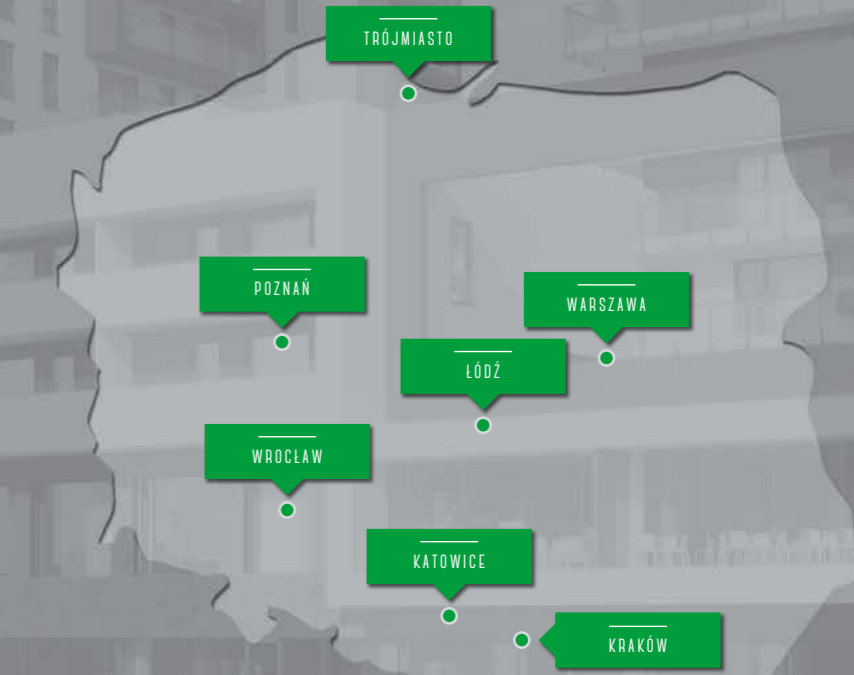 TRÓJMIASTO
POZNAŃ
WARSZAWA
ŁÓDŹ
WROCŁAW
KATOWICE
KRAKÓW